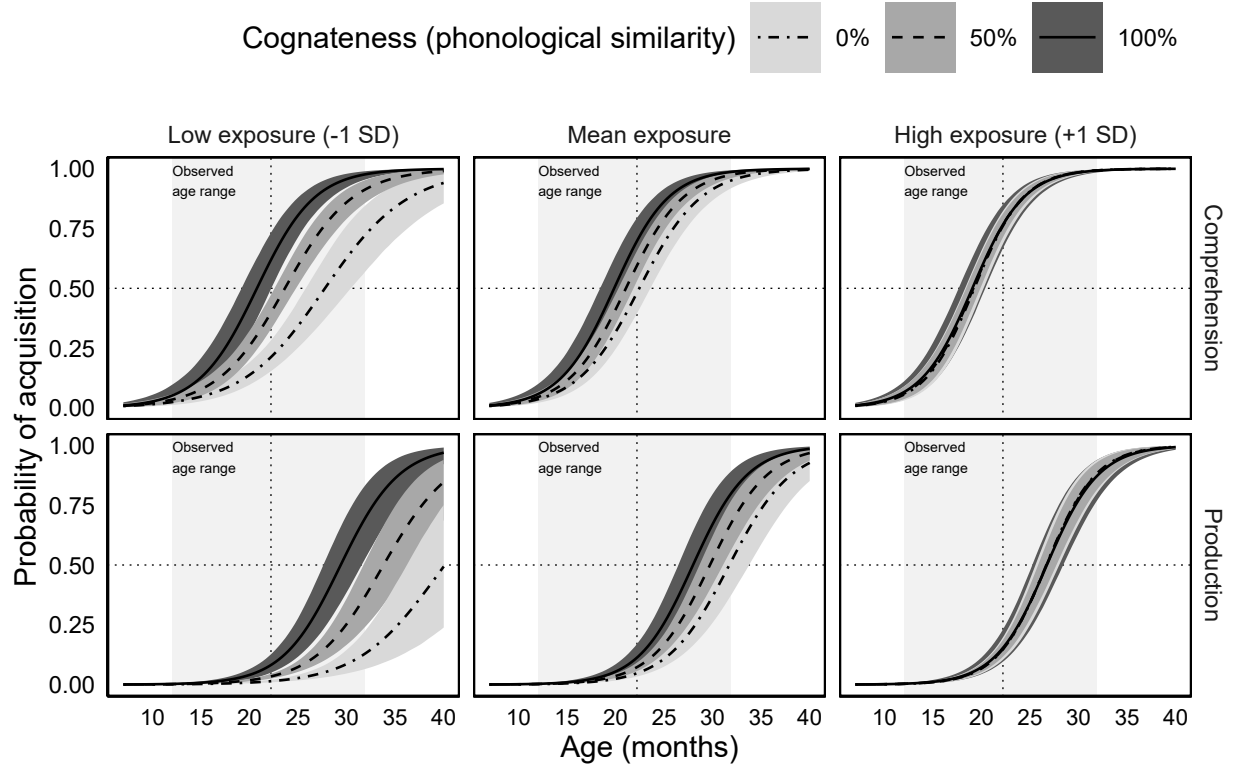 Cognateness (phonological similarity) 0% 50% 100%
Low exposure (-1 SD) Mean exposure High exposure (+1 SD)
Probability of acquisition
1.00
0.75
0.50
0.25
0.00
Observed
age range
Observed
age range
Observed
age range
Comprehension
1.00
0.75
0.50
0.25
0.00
Observed
age range
Observed
age range
Observed
age range
Production
10 15 20 25 30 35 40 10 15 20 25 30 35 40 10 15 20 25 30 35 40
Age (months)